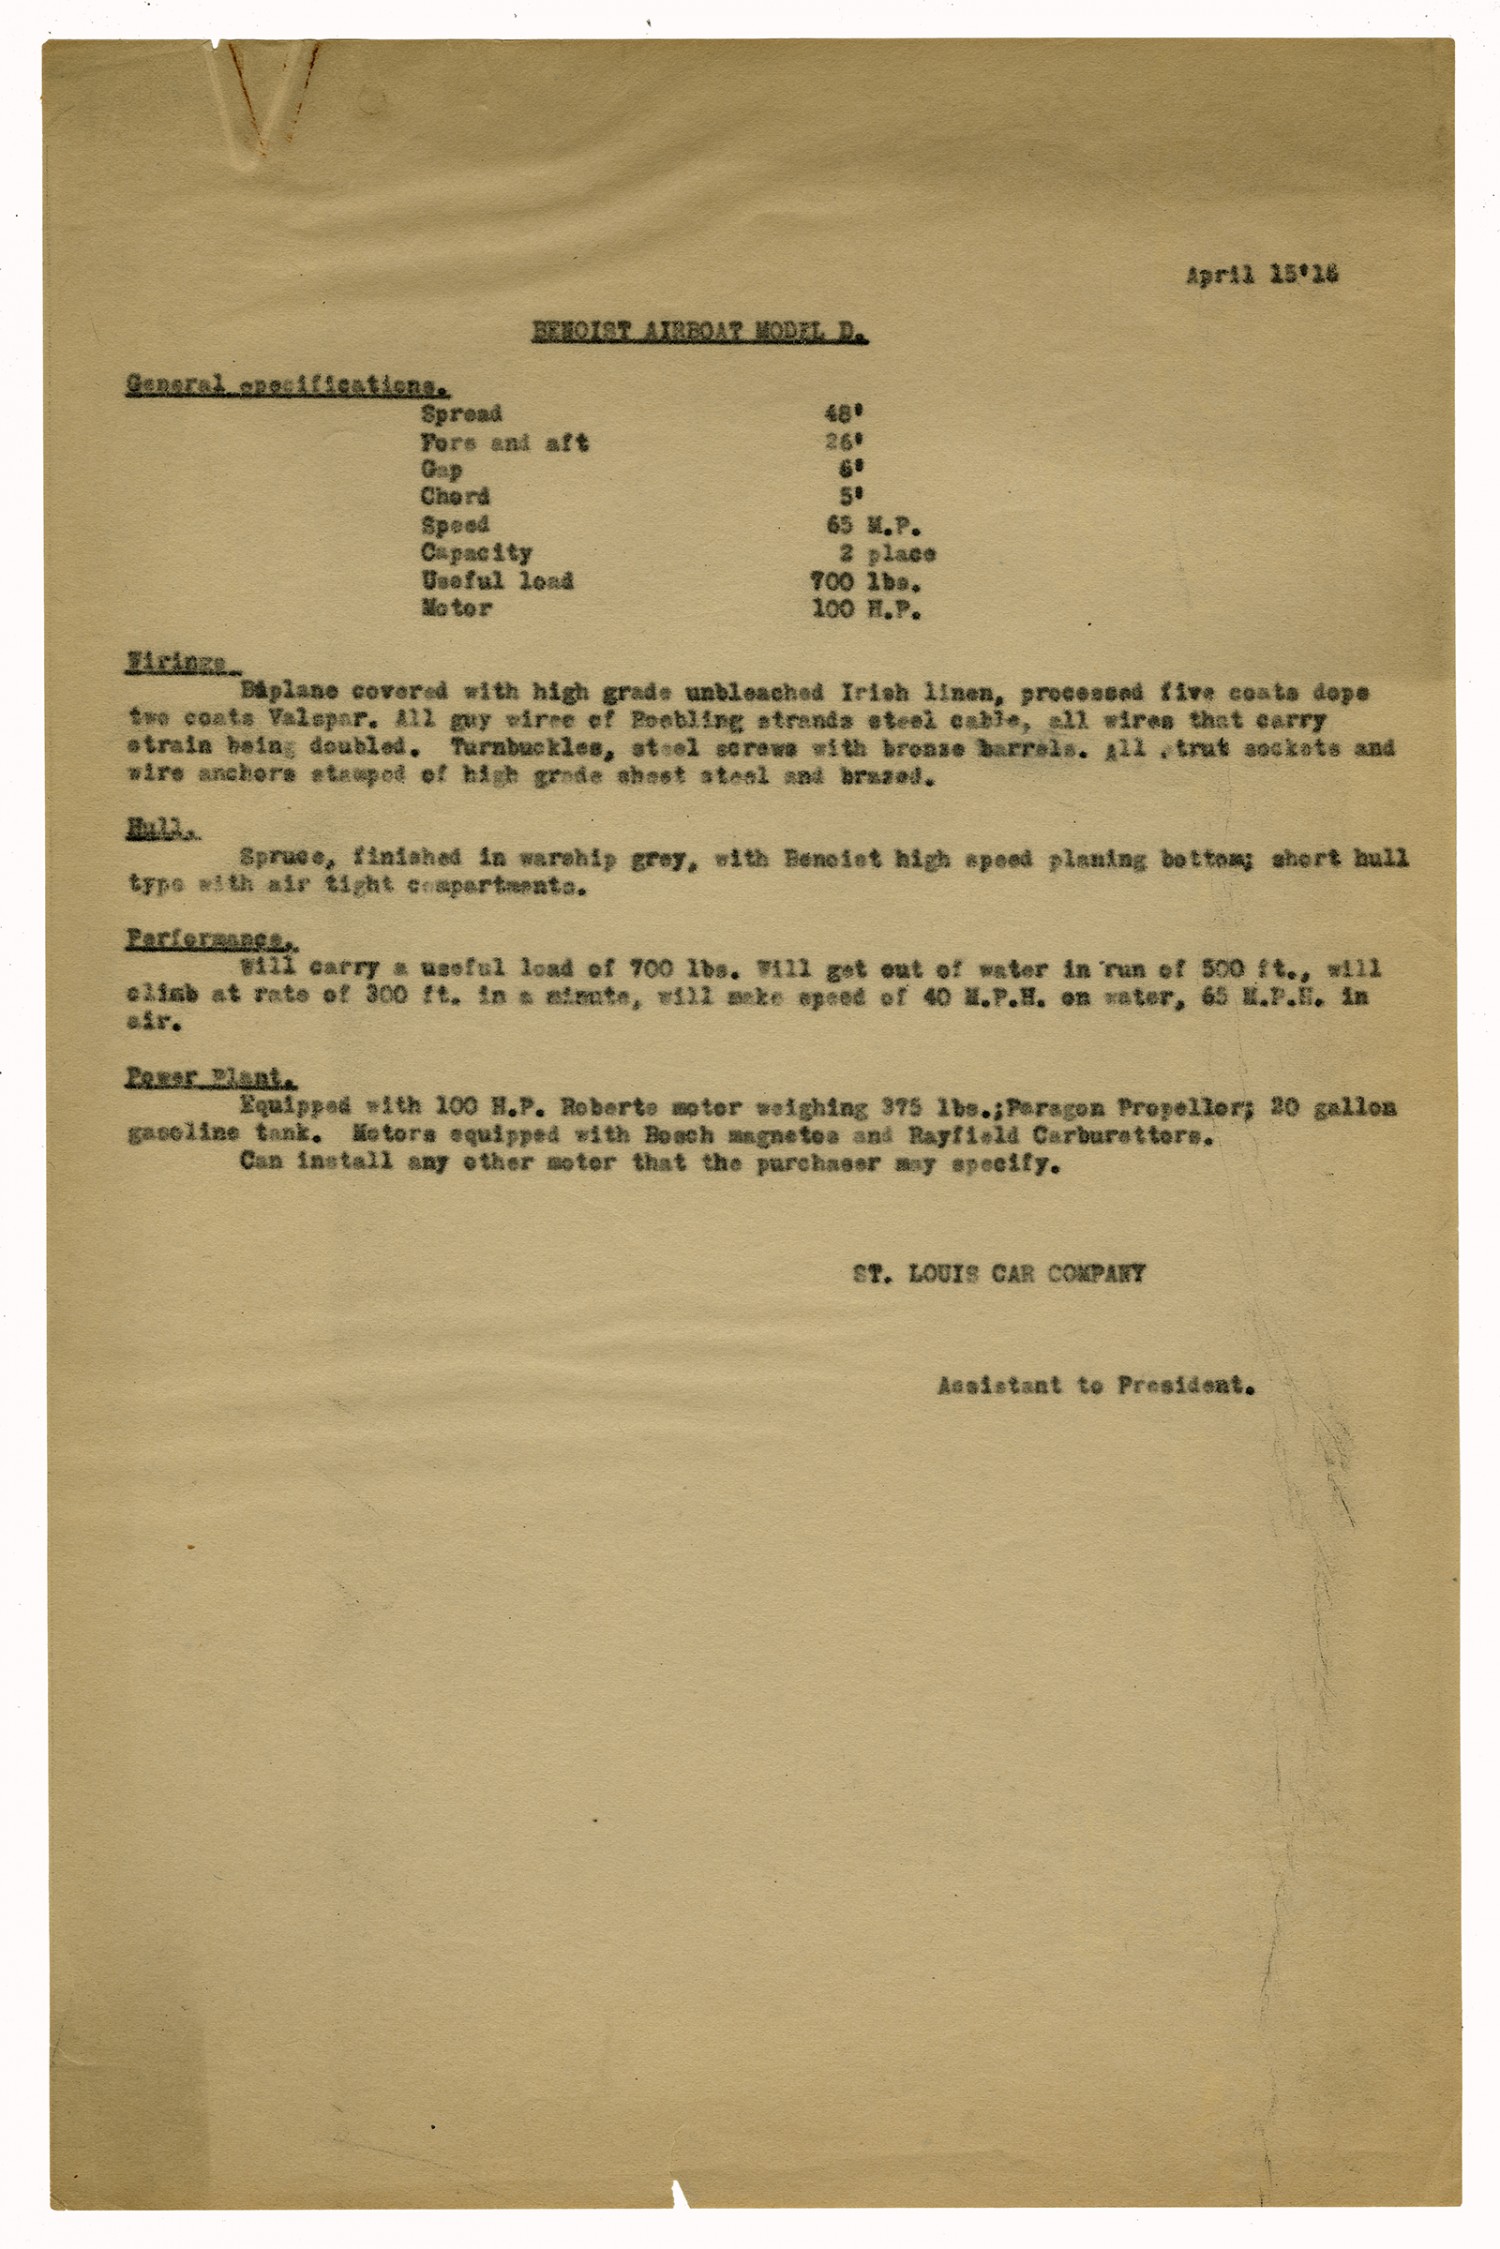 April 15'15
BENOIST AIRBOAT MODEL D.
General specifications.
Spread 48'
Fore and aft 26'
Gap 6'
Chord 5'
Speed 65 M.P.
Capacity 2 place
Useful load 700 lbs.
Motor 100 H.P.
Wirings
Biplane covered with high grade unbleached Irish linen, processed five coats dope
two coats Valspar. All guy wires of Roebling strands steel cable, all wires that carry
strain being doubled. Turnbuckles, steel screws with bronze barrels. All strut sockets and
wire anchors stamped of high grade sheet steel and brazed.
Hull.
Spruce, finished in warship grey, with Benoist high speed planing bottom; short hull
type with air tight compartments.
Performance.
Will carry a useful load of 700 lbs. Will get out of water in run of 500 ft., will
climb at rate of 300 ft. in a minute, will make speed of 40 M.P.H. on water, 65 M.P.H. in
air.
Power Plant.
Equipped with 100 H.P. Roberts motor weighing 375 lbs.;Paragon Propeller; 20 gallon
gasoline tank. Motors equipped with Bosch magnetos and Rayfield Carburettors.
Can install any other motor that the purchaser may specify.
ST. LOUIS CAR COMPANY
Assistant to President.